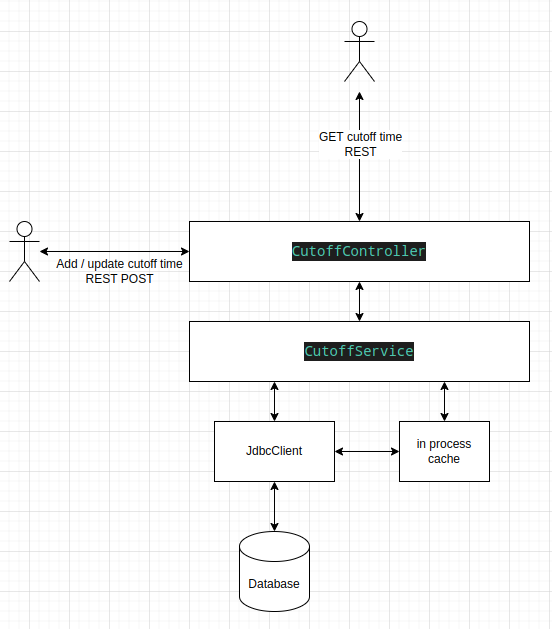 GET cutoff time
REST
CutoffController
Add / update cutoff time
REST POST
CutoffService
JdbcClient
in process
cache
Database